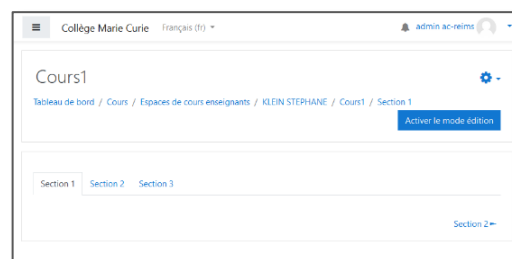 Collège Marie Curie Français (fr) admin ac-reims
Cours1
Tableau de bord / Cours / Espaces de cours enseignants / KLEIN STEPHANE / Cours1 / Section 1
Activer le mode édition
Section 1 Section 2 Section 3
Section 2